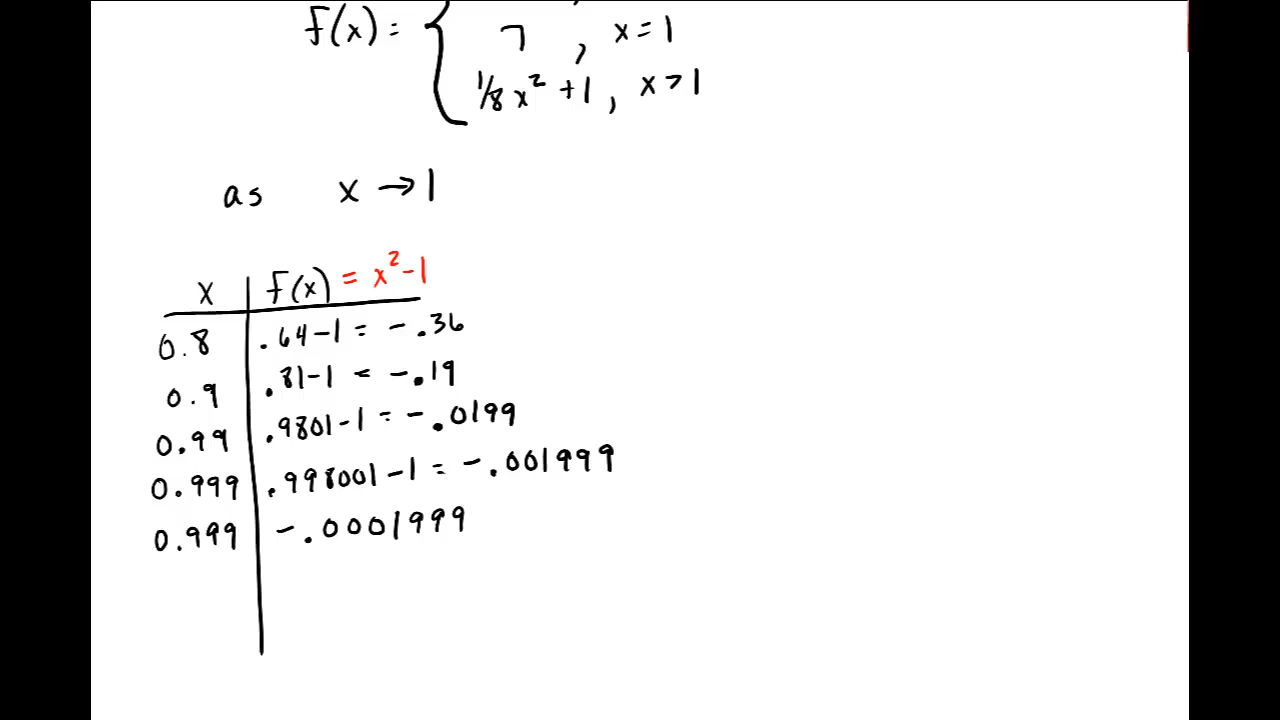 f(x) = { 7 , x = 1
1/8 x² + 1 , x > 1
as x → 1
x | f(x) = x² - 1
0.8 | .64 - 1 = - .36
0.9 | .81 - 1 = - .19
0.99 | .9801 - 1 = - .0199
0.999 | .998001 - 1 = - .001999
0.999 | - .0001999